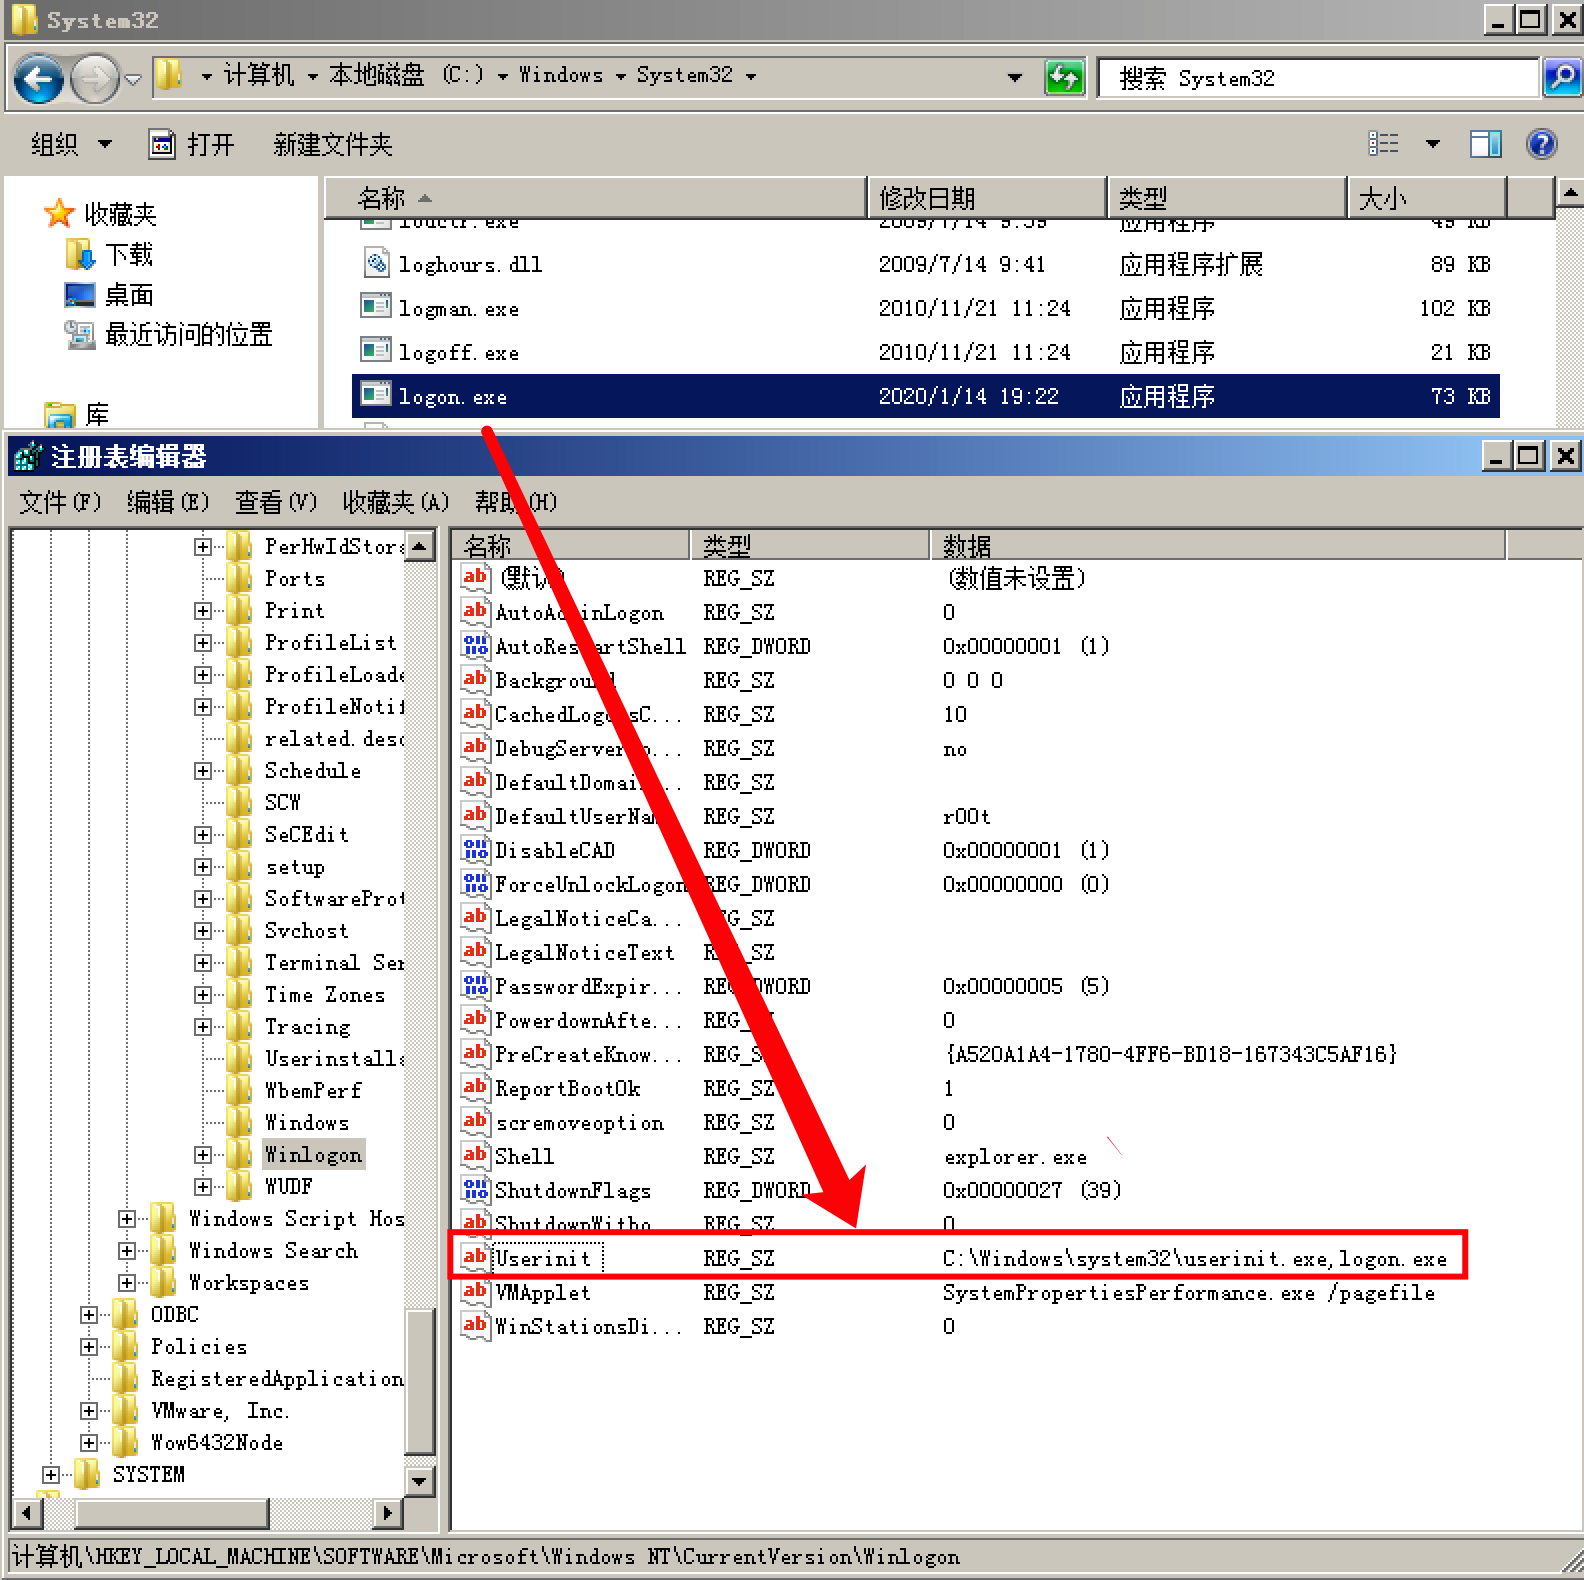 System32
计算机 本地磁盘 (C:) Windows System32
搜索 System32
组织 打开 新建文件夹
收藏夹
下载
桌面
最近访问的位置
库
名称 修改日期 类型 大小
lodctr.exe 2009/7/14 9:39 应用程序 49 KB
loghours.dll 2009/7/14 9:41 应用程序扩展 89 KB
logman.exe 2010/11/21 11:24 应用程序 102 KB
logoff.exe 2010/11/21 11:24 应用程序 21 KB
logon.exe 2020/1/14 19:22 应用程序 73 KB
注册表编辑器
文件(F) 编辑(E) 查看(V) 收藏夹(A) 帮助(H)
PerHwIdStor
Ports
Print
ProfileList
ProfileLoad
ProfileNotif
related.des
Schedule
SCW
SeCEdit
setup
SoftwareProt
Svchost
Terminal Ser
Time Zones
Tracing
Userinstall
WbemPerf
Windows
Winlogon
WUDF
Windows Script Hos
Windows Search
Workspaces
ODBC
Policies
RegisteredApplication
VMware, Inc.
Wow6432Node
SYSTEM
名称 类型 数据
(默认) REG_SZ (数值未设置)
AutoAdminLogon REG_SZ 0
AutoRestartShell REG_DWORD 0x00000001 (1)
Background REG_SZ 0 0 0
CachedLogonsC... REG_SZ 10
DebugServerCo... REG_SZ no
DefaultDomai... REG_SZ
DefaultUserName REG_SZ r00t
DisableCAD REG_DWORD 0x00000001 (1)
ForceUnlockLogon REG_DWORD 0x00000000 (0)
LegalNoticeCa... REG_SZ
LegalNoticeText REG_SZ
PasswordExpir... REG_DWORD 0x00000005 (5)
PowerdownAfte... REG_SZ 0
PreCreateKnow... REG_SZ {A520A1A4-1780-4FF6-BD18-167343C5AF16}
ReportBootOk REG_SZ 1
scremoveoption REG_SZ 0
Shell REG_SZ explorer.exe
ShutdownFlags REG_DWORD 0x00000027 (39)
ShutdownWitho REG_SZ 0
Userinit REG_SZ C:\Windows\system32\userinit.exe,logon.exe
VMApplet REG_SZ SystemPropertiesPerformance.exe /pagefile
WinStationsDi... REG_SZ 0
计算机\HKEY_LOCAL_MACHINE\SOFTWARE\Microsoft\Windows NT\CurrentVersion\Winlogon